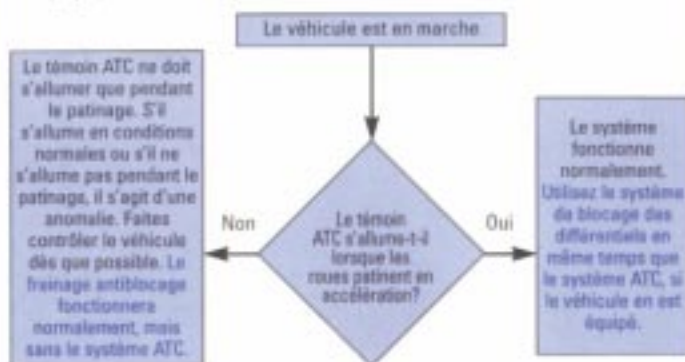 Le véhicule est en marche
Le témoin ATC ne doit
s'allumer que pendant
le patinage. S'il
s'allume en conditions
normales ou s'il ne
s'allume pas pendant le
patinage, il s'agit d'une
anomalie. Faites
contrôler le véhicule
dès que possible. Le
freinage antiblocage
fonctionnera
normalement, mais
sans le système ATC.
Non
Le témoin
ATC s'allume-t-il
lorsque les
roues patinent en
accélération?
Oui
Le système
fonctionne
normalement.
Utilisez le système
de blocage des
différentiels en
même temps que
le système ATC, si
le véhicule en est
équipé.